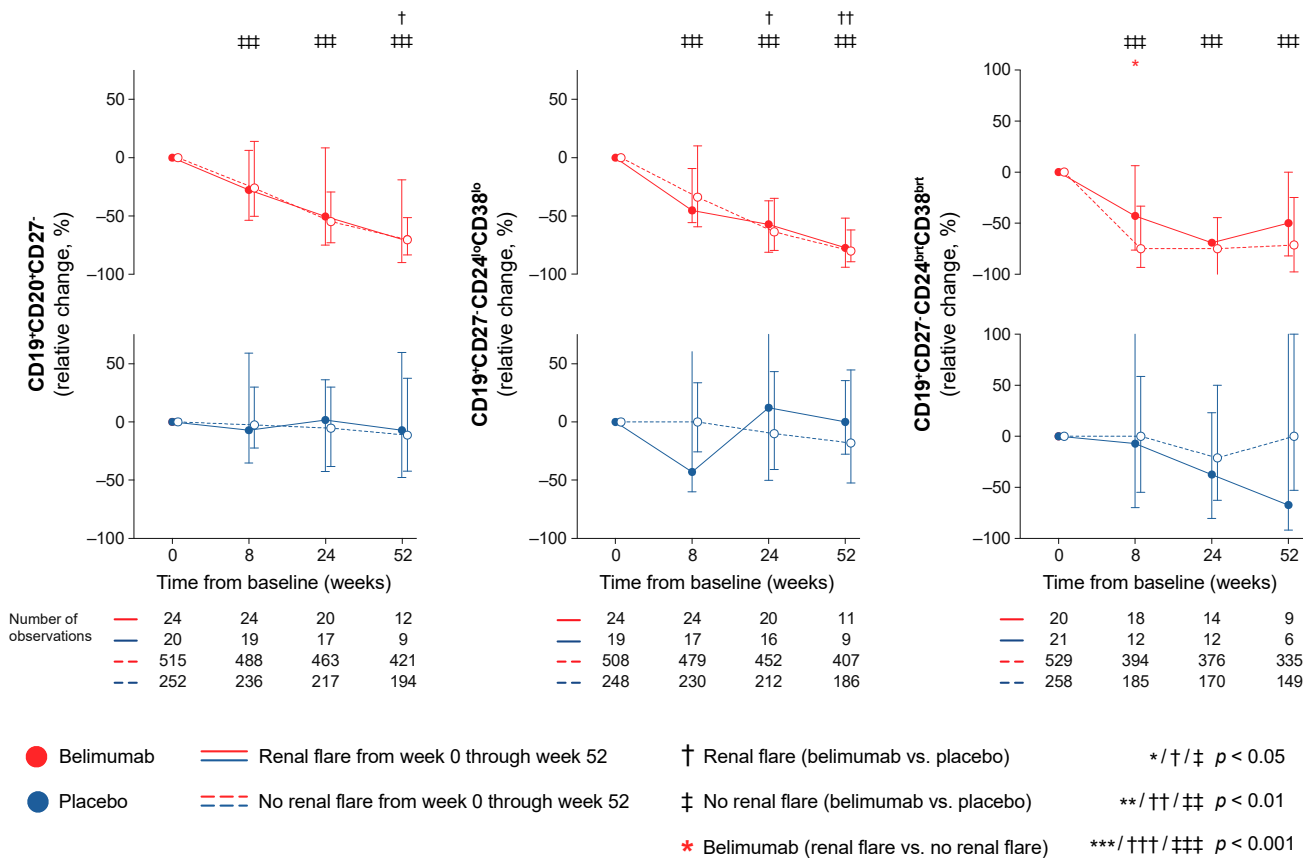 † †  ††
‡‡‡ ‡‡‡ ‡‡‡ ‡‡‡ ‡‡‡ ‡‡‡ ‡‡‡ ‡‡‡ ‡‡‡
*
CD19⁺CD20⁺CD27⁻
(relative change, %)
50
0
–50
–100
50
0
–50
–100
0 8 24 52
Time from baseline (weeks)
CD19⁺CD27⁻CD24ˡᵒCD38ˡᵒ
(relative change, %)
50
0
–50
–100
50
0
–50
–100
0 8 24 52
Time from baseline (weeks)
CD19⁺CD27⁻CD24ᵇʳᵗCD38ᵇʳᵗ
(relative change, %)
100
50
0
–50
–100
100
50
0
–50
–100
0 8 24 52
Time from baseline (weeks)
Number of
observations
24 24 20 12
20 19 17 9
515 488 463 421
252 236 217 194
24 24 20 11
19 17 16 9
508 479 452 407
248 230 212 186
20 18 14 9
21 12 12 6
529 394 376 335
258 185 170 149
Belimumab
Placebo
Renal flare from week 0 through week 52
No renal flare from week 0 through week 52
† Renal flare (belimumab vs. placebo)
‡ No renal flare (belimumab vs. placebo)
* Belimumab (renal flare vs. no renal flare)
*/†/‡ p < 0.05
**/††/‡‡ p < 0.01
***/†††/‡‡‡ p < 0.001